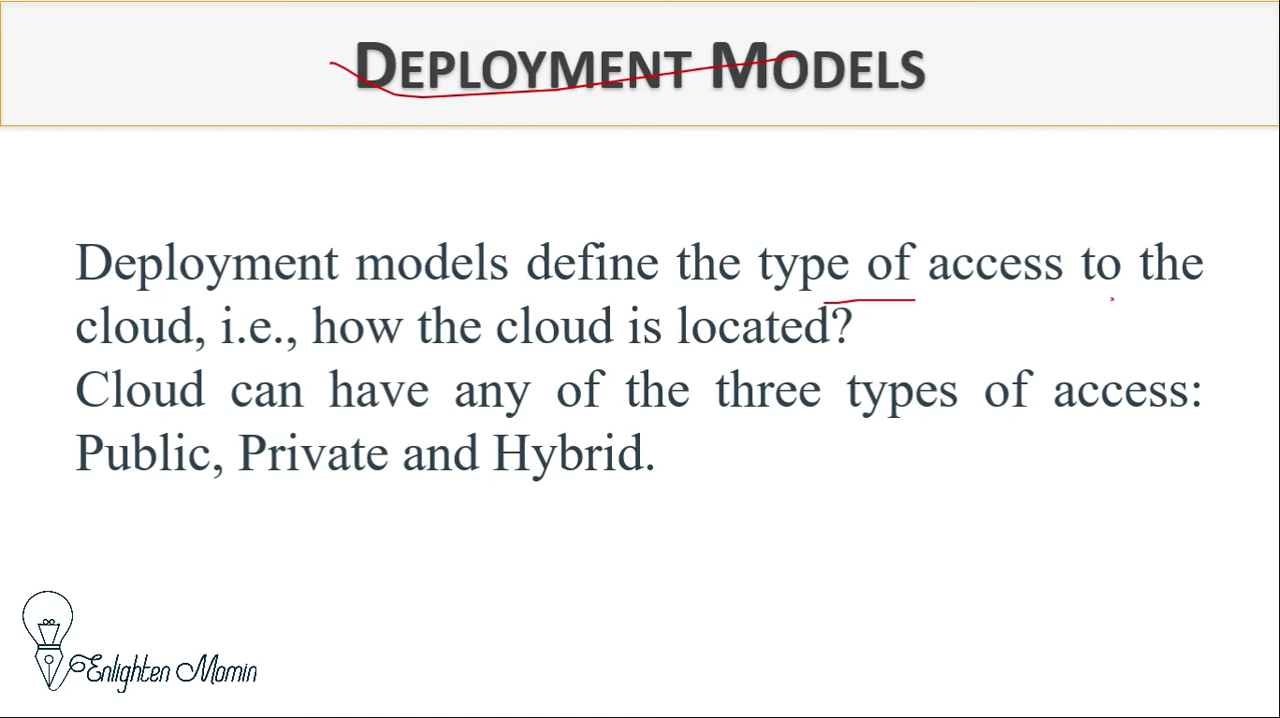 DEPLOYMENT MODELS
Deployment models define the type of access to the
cloud, i.e., how the cloud is located?
Cloud can have any of the three types of access:
Public, Private and Hybrid.
Enlighten Momin